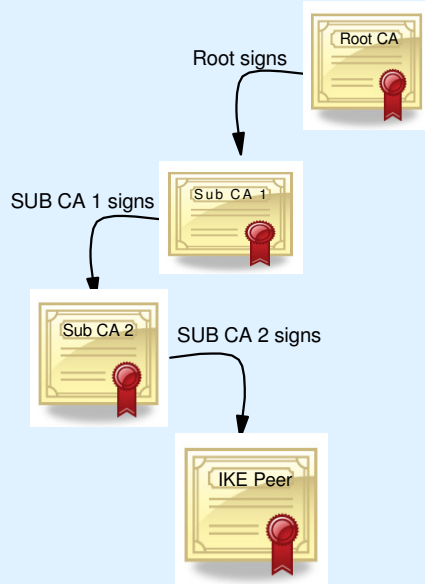 Root CA
Root signs
Sub CA 1
SUB CA 1 signs
Sub CA 2
SUB CA 2 signs
IKE Peer